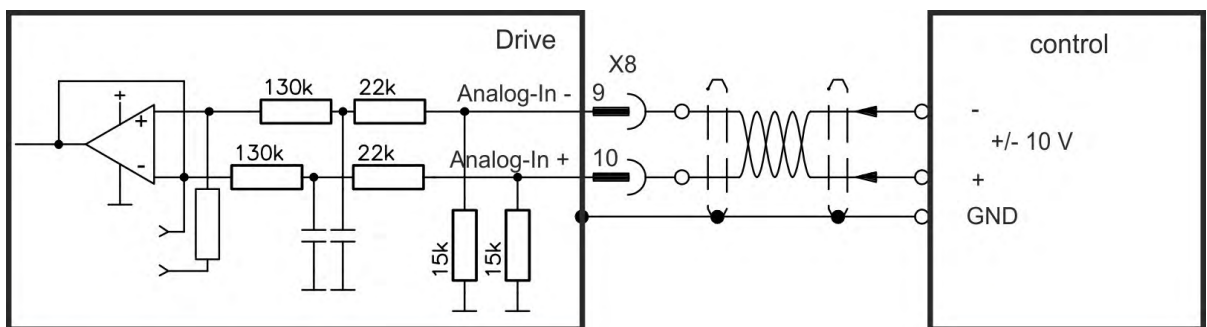 Drive
control
X8
130k
22k
Analog-In -
9
-
+/- 10 V
130k
22k
Analog-In +
10
+
GND
15k
15k
+
+
-